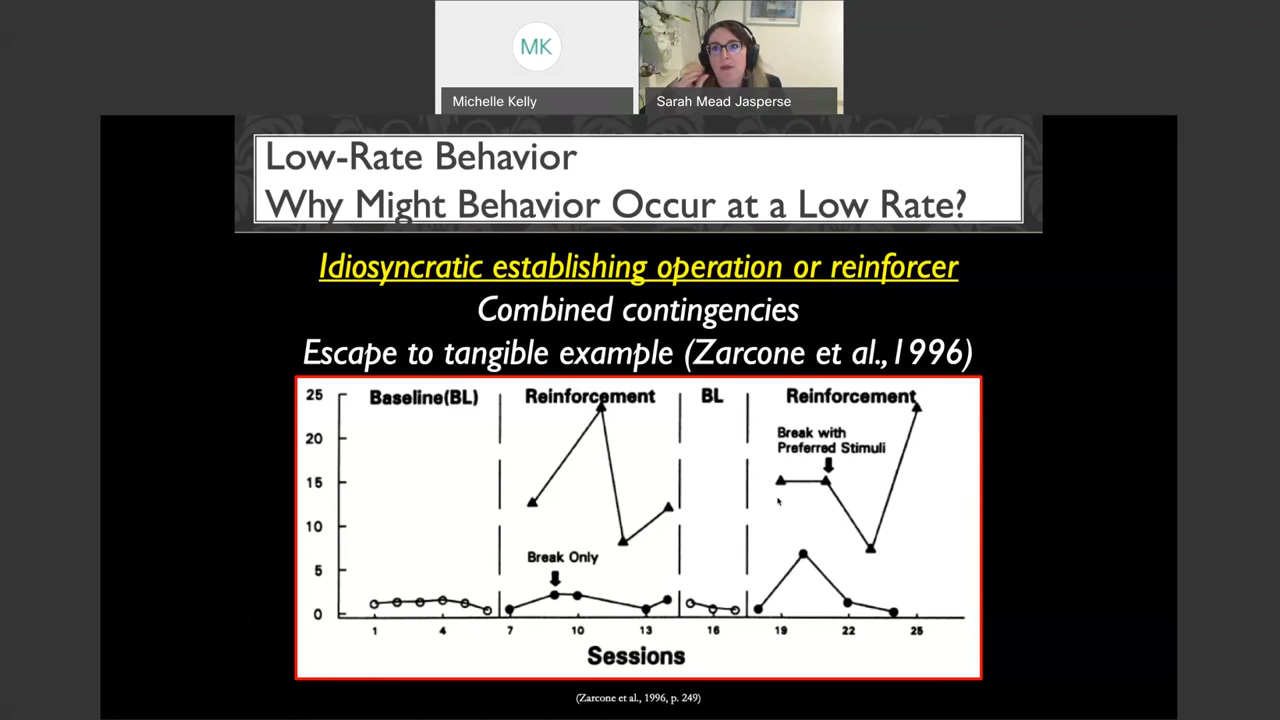 MK
Michelle Kelly
Sarah Mead Jasperse
Low-Rate Behavior
Why Might Behavior Occur at a Low Rate?
Idiosyncratic establishing operation or reinforcer
Combined contingencies
Escape to tangible example (Zarcone et al., 1996)
25
20
15
10
5
0
Baseline(BL)
Reinforcement
BL
Reinforcement
Break with
Preferred Stimuli
Break Only
1 4 7 10 13 16 19 22 25
Sessions
(Zarcone et al., 1996, p. 249)